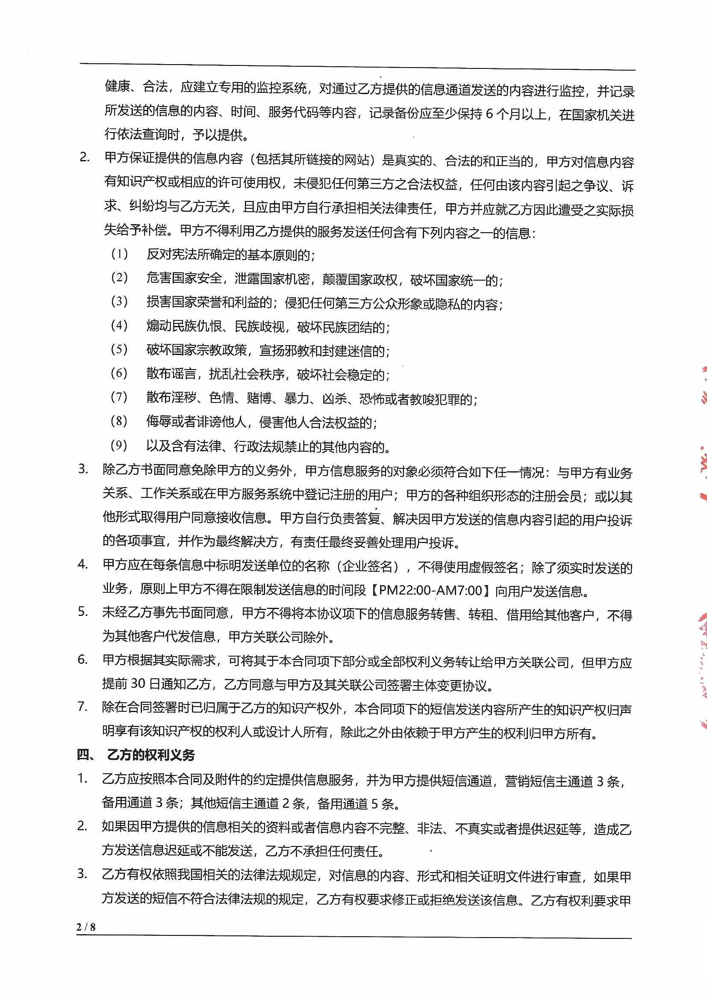 健康、合法，应建立专用的监控系统，对通过乙方提供的信息通道发送的内容进行监控，并记录
所发送的信息的内容、时间、服务代码等内容，记录备份应至少保持 6 个月以上，在国家机关进
行依法查询时，予以提供。
2. 甲方保证提供的信息内容（包括其所链接的网站）是真实的、合法的和正当的，甲方对信息内容
有知识产权或相应的许可使用权，未侵犯任何第三方之合法权益，任何由该内容引起之争议、诉
求、纠纷均与乙方无关，且应由甲方自行承担相关法律责任，甲方并应就乙方因此遭受之实际损
失给予补偿。甲方不得利用乙方提供的服务发送任何含有下列内容之一的信息：
（1） 反对宪法所确定的基本原则的；
（2） 危害国家安全，泄露国家机密，颠覆国家政权，破坏国家统一的；
（3） 损害国家荣誉和利益的；侵犯任何第三方公众形象或隐私的内容；
（4） 煽动民族仇恨、民族歧视，破坏民族团结的；
（5） 破坏国家宗教政策，宣扬邪教和封建迷信的；
（6） 散布谣言，扰乱社会秩序，破坏社会稳定的；
（7） 散布淫秽、色情、赌博、暴力、凶杀、恐怖或者教唆犯罪的；
（8） 侮辱或者诽谤他人，侵害他人合法权益的；
（9） 以及含有法律、行政法规禁止的其他内容的。
3. 除乙方书面同意免除甲方的义务外，甲方信息服务的对象必须符合如下任一情况：与甲方有业务
关系、工作关系或在甲方服务系统中登记注册的用户；甲方的各种组织形态的注册会员；或以其
他形式取得用户同意接收信息。甲方自行负责答复、解决因甲方发送的信息内容引起的用户投诉
的各项事宜，并作为最终解决方，有责任最终妥善处理用户投诉。
4. 甲方应在每条信息中标明发送单位的名称（企业签名），不得使用虚假签名；除了须实时发送的
业务，原则上甲方不得在限制发送信息的时间段【PM22:00-AM7:00】向用户发送信息。
5. 未经乙方事先书面同意，甲方不得将本协议项下的信息服务转售、转租、借用给其他客户，不得
为其他客户代发信息，甲方关联公司除外。
6. 甲方根据其实际需求，可将其于本合同项下部分或全部权利义务转让给甲方关联公司，但甲方应
提前 30 日通知乙方，乙方同意与甲方及其关联公司签署主体变更协议。
7. 除在合同签署时已归属于乙方的知识产权外，本合同项下的短信发送内容所产生的知识产权归声
明享有该知识产权的权利人或设计人所有，除此之外由依赖于甲方产生的权利归甲方所有。
四、 乙方的权利义务
1. 乙方应按照本合同及附件的约定提供信息服务，并为甲方提供短信通道，营销短信主通道 3 条，
备用通道 3 条；其他短信主通道 2 条，备用通道 5 条。
2. 如果因甲方提供的信息相关的资料或者信息内容不完整、非法、不真实或者提供迟延等，造成乙
方发送信息迟延或不能发送，乙方不承担任何责任。
3. 乙方有权依照我国相关的法律法规规定，对信息的内容、形式和相关证明文件进行审查，如果甲
方发送的短信不符合法律法规的规定，乙方有权要求修正或拒绝发送该信息。乙方有权利要求甲
2 / 8